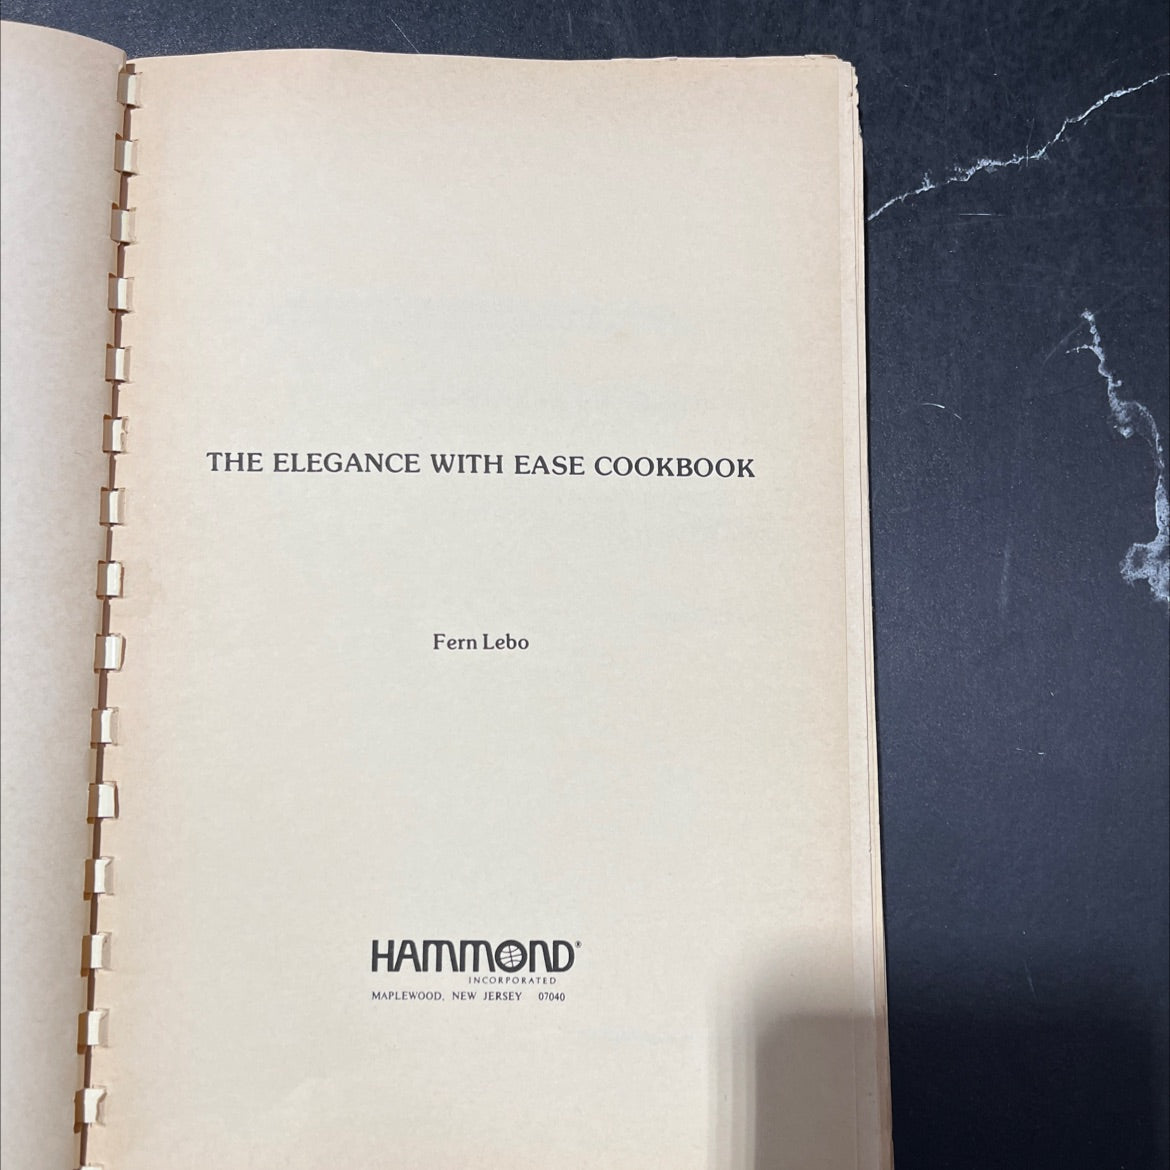 THE ELEGANCE WITH EASE COOKBOOK
Fern Lebo
HAMMOND®
INCORPORATED
MAPLEWOOD, NEW JERSEY 07040